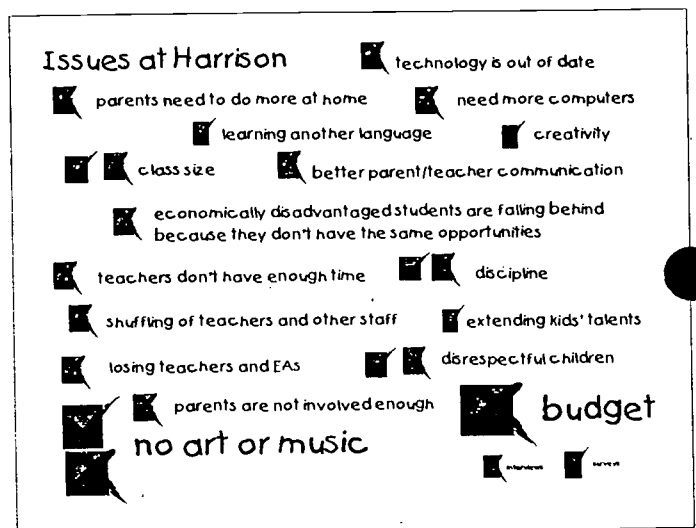 Issues at Harrison
technology is out of date
parents need to do more at home
need more computers
learning another language
creativity
class size
better parent/teacher communication
economically disadvantaged students are falling behind
because they don't have the same opportunities
teachers don't have enough time
discipline
shuffling of teachers and other staff
extending kids' talents
losing teachers and EAs
disrespectful children
parents are not involved enough
budget
no art or music
interviews
surveys